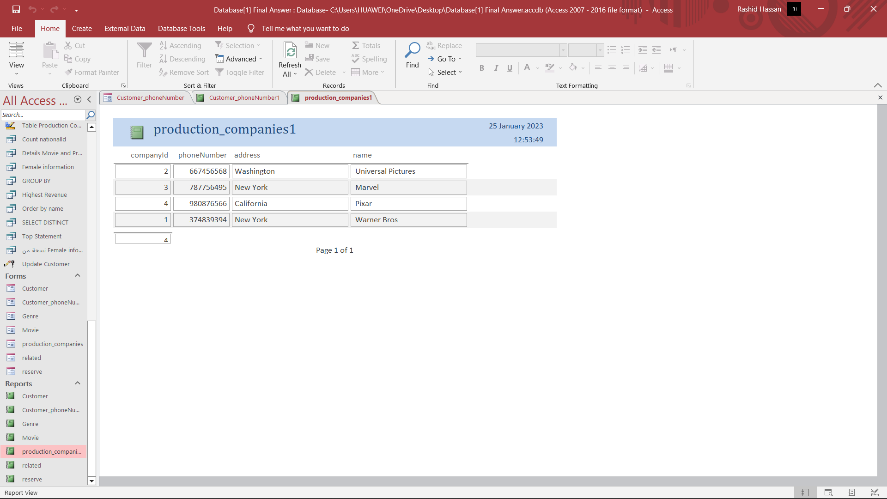 Database[1] Final Answer : Database- C:\Users\HUAWEI\OneDrive\Desktop\Database[1] Final Answer.accdb (Access 2007 - 2016 file format) - Access
Rashid Hassan
File Home Create External Data Database Tools Help Tell me what you want to do
View
Views
Paste
Cut
Copy
Format Painter
Clipboard
Filter
Ascending
Descending
Remove Sort
Selection
Advanced
Toggle Filter
Sort & Filter
Refresh
All
New
Save
Delete
Totals
Spelling
More
Records
Find
Replace
Go To
Select
Find
B I U A
Text Formatting
All Access ...
Search...
Customer_phoneNumber Customer_phoneNumber1 production_companies1
Table Production Co...
Count nationalId
Details Movie and Pr...
Female information
GROUP BY
Highest Revenue
Order by name
SELECT DISTINCT
Top Statement
Female info...
Update Customer
Forms
Customer
Customer_phoneNu...
Genre
Movie
production_companies
related
reserve
Reports
Customer
Customer_phoneNu...
Genre
Movie
production_compani...
related
reserve
production_companies1
25 January 2023
12:53:49
companyId phoneNumber address name
2 667456568 Washington Universal Pictures
3 787756495 New York Marvel
4 980876566 California Pixar
1 374839394 New York Warner Bros
4
Page 1 of 1
Report View